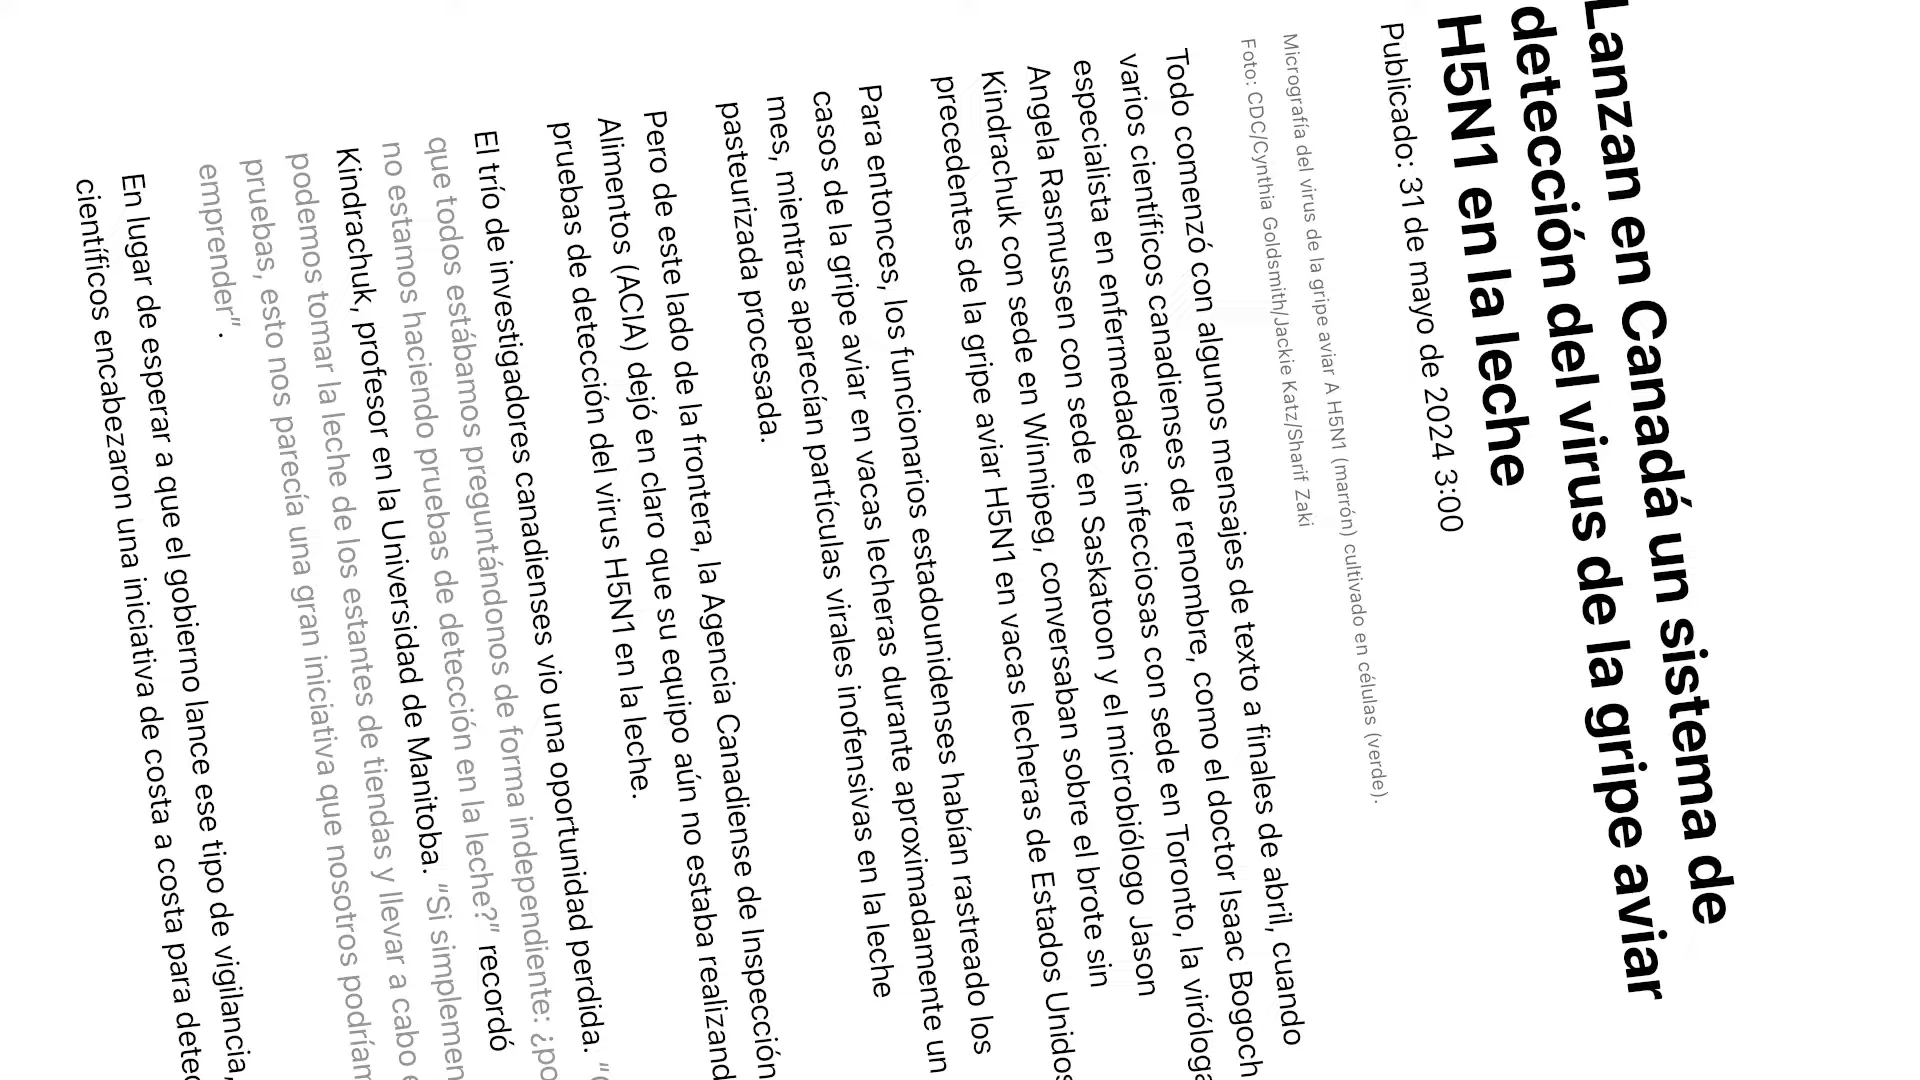 Lanzan en Canadá un sistema de
detección del virus de la gripe aviar
H5N1 en la leche
Publicado: 31 de mayo de 2024 3:00
Micrografía del virus de la gripe aviar A H5N1 (marrón) cultivado en células (verde).
Foto: CDC/Cynthia Goldsmith/Jackie Katz/Sharif Zaki
Todo comenzó con algunos mensajes de texto a finales de abril, cuando
varios científicos canadienses de renombre, como el doctor Isaac Bogoch
especialista en enfermedades infecciosas con sede en Toronto, la viróloga
Angela Rasmussen con sede en Saskatoon y el microbiólogo Jason
Kindrachuk con sede en Winnipeg, conversaban sobre el brote sin
precedentes de la gripe aviar H5N1 en vacas lecheras de Estados Unidos
Para entonces, los funcionarios estadounidenses habían rastreado los
casos de la gripe aviar en vacas lecheras durante aproximadamente un
mes, mientras aparecían partículas virales inofensivas en la leche
pasteurizada procesada.
Pero de este lado de la frontera, la Agencia Canadiense de Inspección
Alimentos (ACIA) dejó en claro que su equipo aún no estaba
pruebas de detección del virus H5N1 en la leche.
El trío de investigadores canadienses vio una oportunidad perdida.
que todos estábamos preguntándonos de forma independiente:
no estamos haciendo pruebas de detección en la leche?” recordó
Kindrachuk, profesor en la Universidad de Manitoba. “Si
podemos tomar la leche de los estantes de tiendas y llevar a cabo
pruebas, esto nos parecía una gran iniciativa que nosotros
emprender”.
En lugar de esperar a que el gobierno lance ese tipo de vigilancia,
científicos encabezaron una iniciativa de costa a costa para